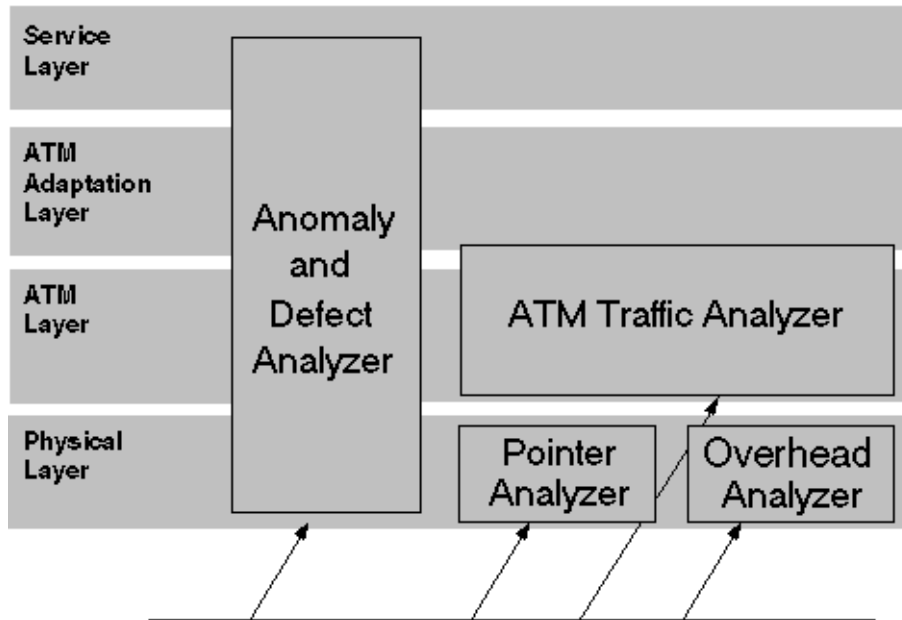 Service
Layer
ATM
Adaptation
Layer
ATM
Layer
Physical
Layer
Anomaly
and
Defect
Analyzer
ATM Traffic Analyzer
Pointer
Analyzer
Overhead
Analyzer